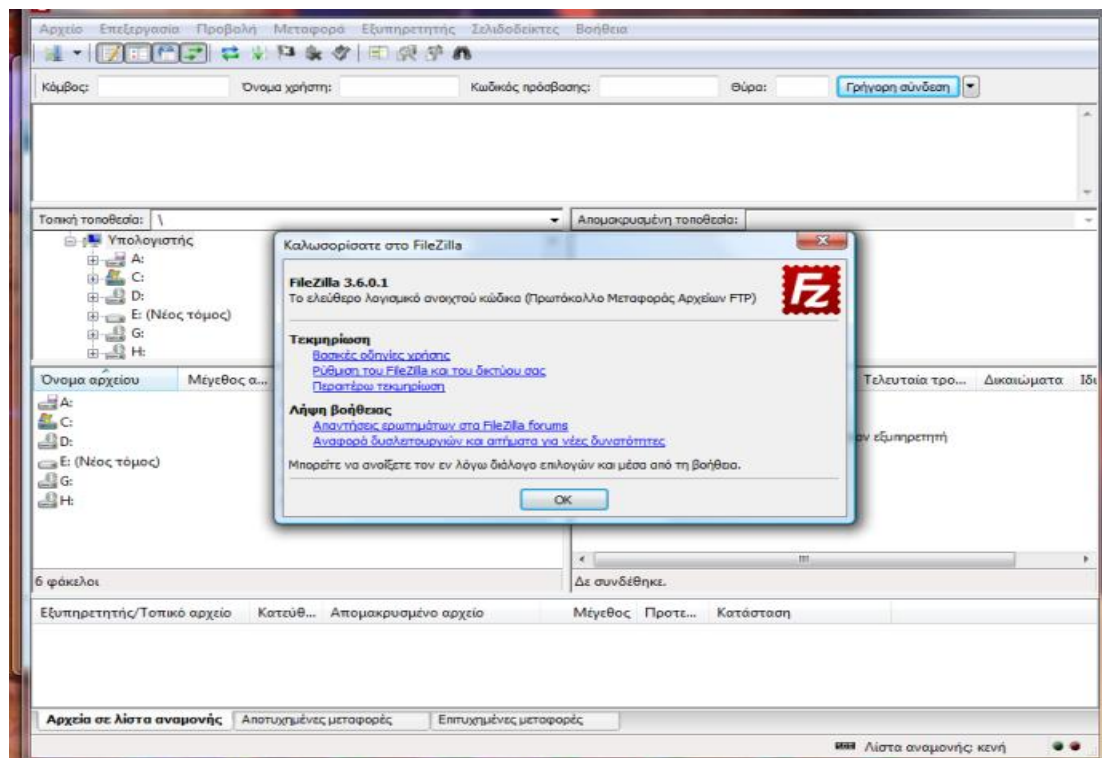 Αρχείο Επεξεργασία Προβολή Μεταφορά Εξυπηρετητής Σελιδοδείκτες Βοήθεια
Κόμβος: Όνομα χρήστη: Κωδικός πρόσβασης: Θύρα: Γρήγορη σύνδεση
Τοπική τοποθεσία: \ Απομακρυσμένη τοποθεσία:
Υπολογιστής
A:
C:
D:
E: (Νέος τόμος)
G:
H:
Όνομα αρχείου Μέγεθος α... Τελευταία τρο... Δικαιώματα Ιδι
A:
C:
D:
E: (Νέος τόμος)
G:
H:
εξυπηρετητή
6 φάκελοι Δε συνδέθηκε.
Καλωσορίσατε στο FileZilla
FileZilla 3.6.0.1
Το ελεύθερο λογισμικό ανοιχτού κώδικα (Πρωτόκολλο Μεταφοράς Αρχείων FTP)
Fz
Τεκμηρίωση
Βασικές οδηγίες χρήσης
Ρύθμιση του FileZilla και του δικτύου σας
Περαιτέρω τεκμηρίωση
Λήψη βοήθειας
Απαντήσεις ερωτημάτων στα FileZilla forums
Αναφορά δυσλειτουργιών και αιτήματα για νέες δυνατότητες
Μπορείτε να ανοίξετε τον εν λόγω διάλογο επιλογών και μέσα από τη βοήθεια.
OK
Εξυπηρετητής/Τοπικό αρχείο Κατεύθ... Απομακρυσμένο αρχείο Μέγεθος Προτε... Κατάσταση
Αρχεία σε λίστα αναμονής Αποτυχημένες μεταφορές Επιτυχημένες μεταφορές
Λίστα αναμονής: κενή